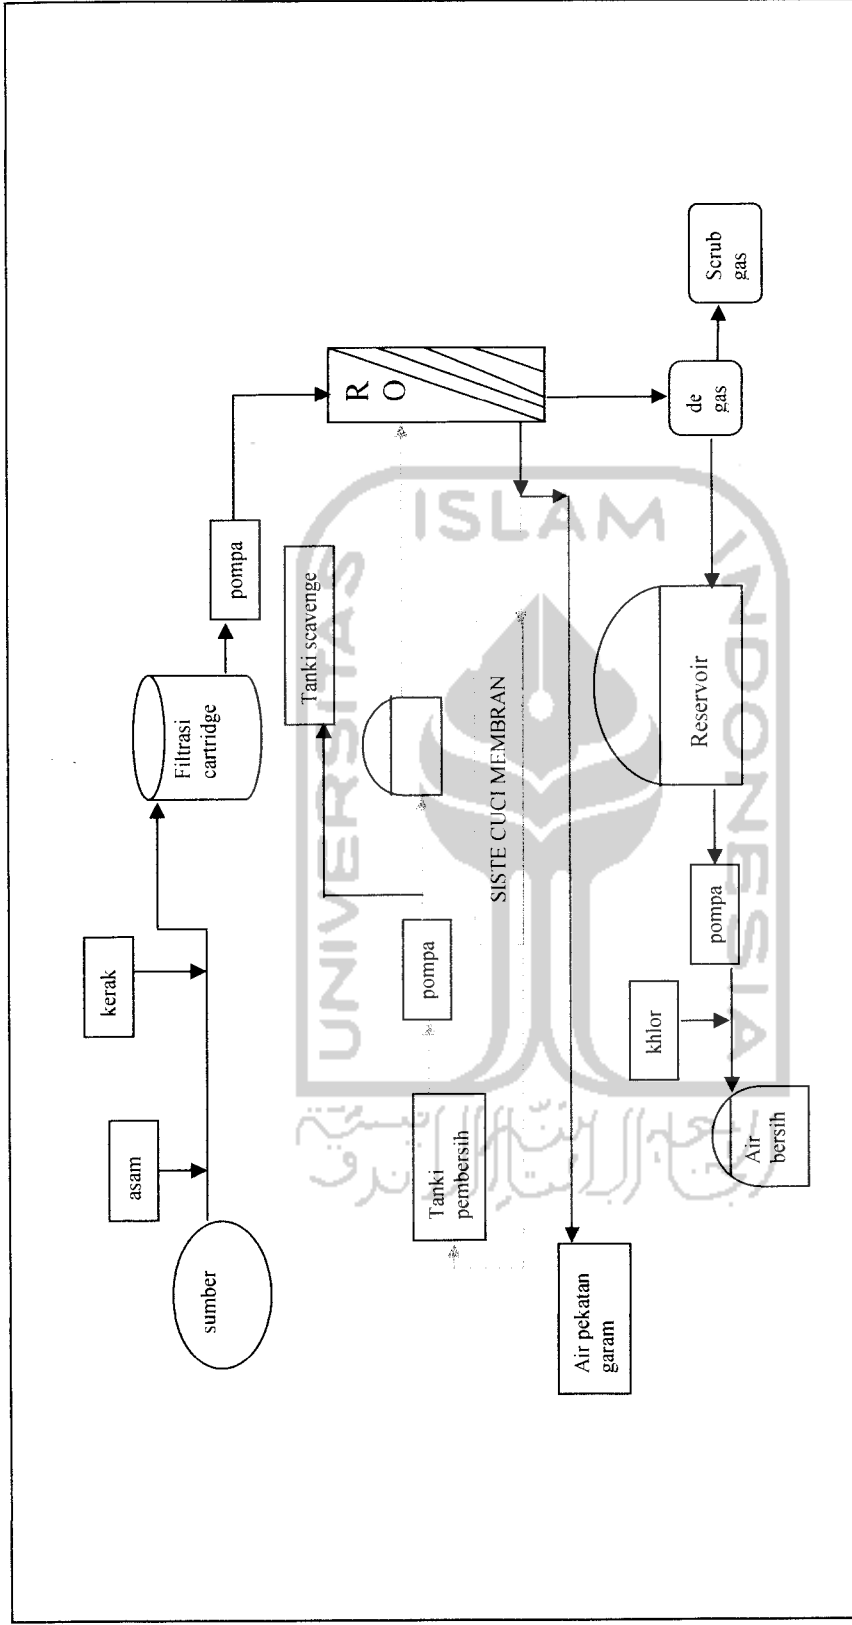 sumber
asam
kerak
Filtrasi
cartridge
pompa
R
O
Tanki scavenge
Tanki
pembersih
pompa
SISTE CUCI MEMBRAN
Air pekatan
garam
de
gas
Scrub
gas
Reservoir
pompa
khlor
Air
bersih
UNIVERSITAS
ISLAM
INDONESIA